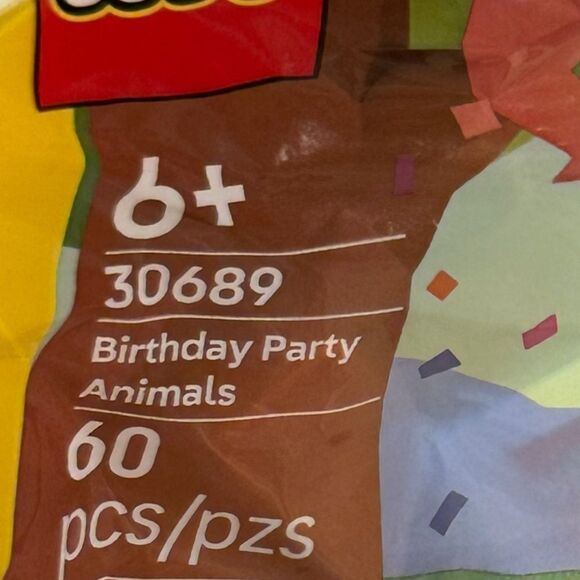 6+
30689
Birthday Party
Animals
60
pcs/pzs